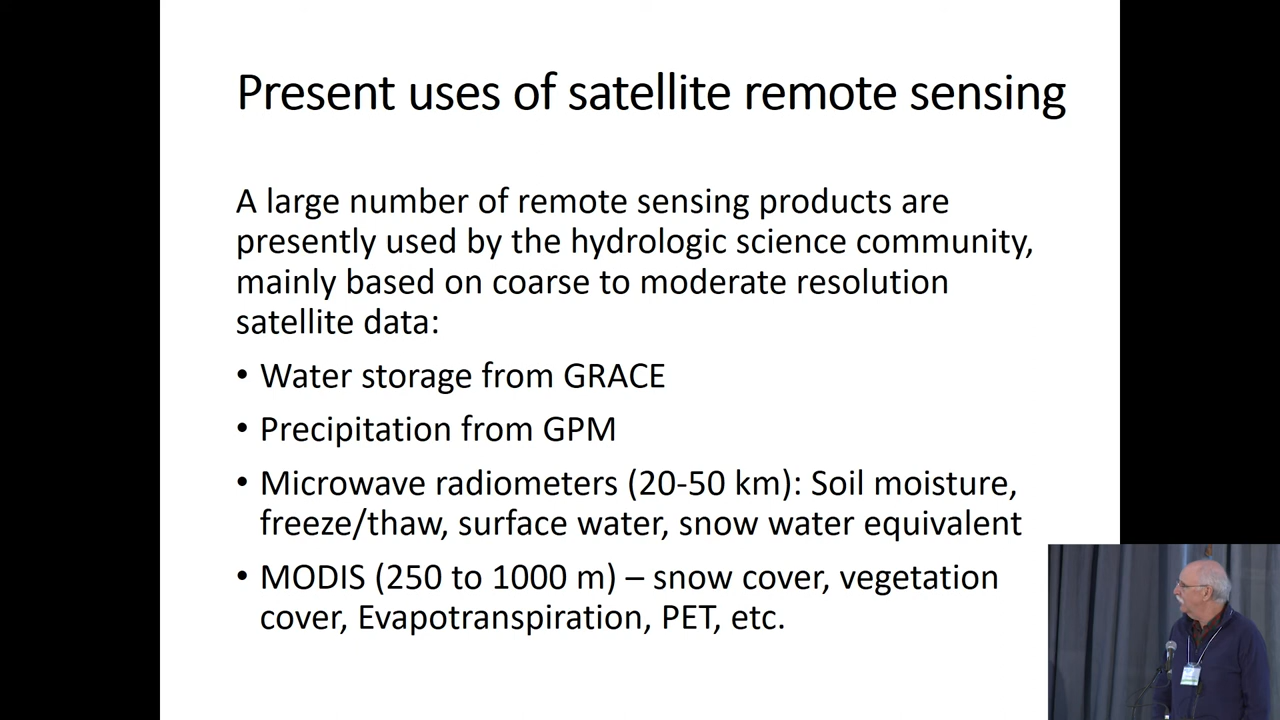 Present uses of satellite remote sensing
A large number of remote sensing products are
presently used by the hydrologic science community,
mainly based on coarse to moderate resolution
satellite data:
• Water storage from GRACE
• Precipitation from GPM
• Microwave radiometers (20-50 km): Soil moisture,
freeze/thaw, surface water, snow water equivalent
• MODIS (250 to 1000 m) – snow cover, vegetation
cover, Evapotranspiration, PET, etc.